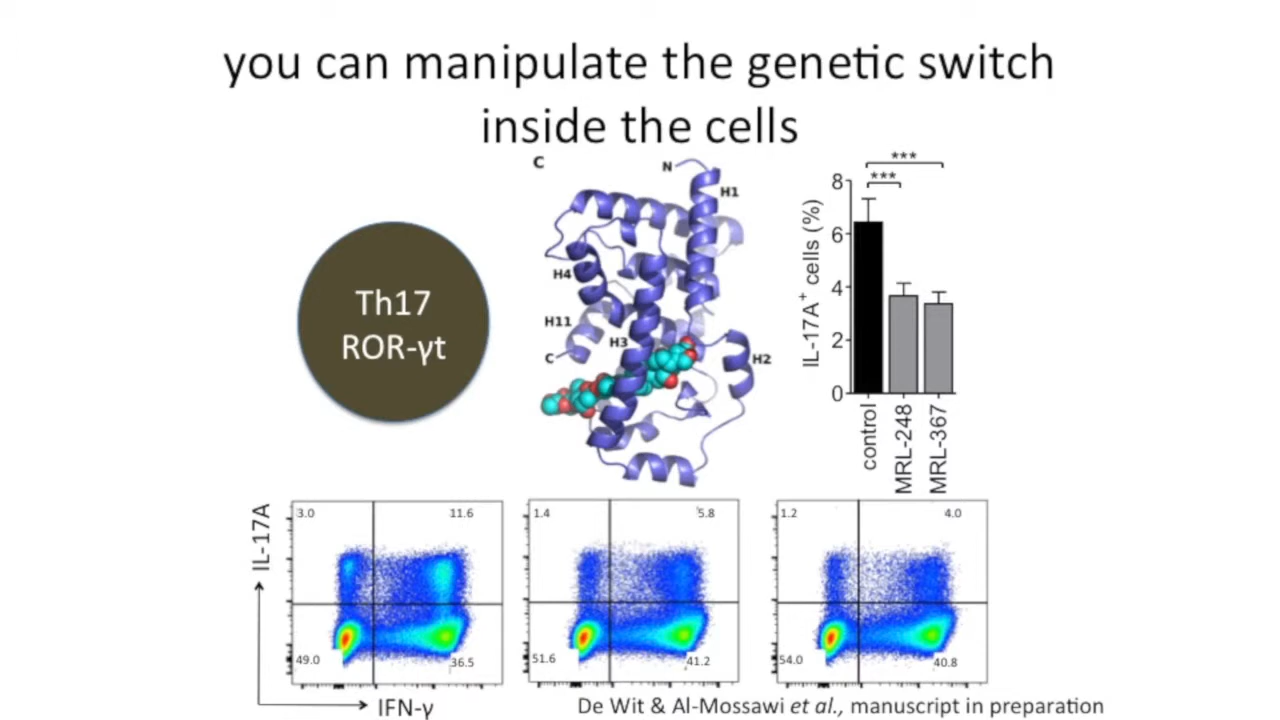 you can manipulate the genetic switch
inside the cells
Th17
ROR-γt
C
N
H1
H4
H11
H3
C
H2
***
***
8
6
4
2
0
IL-17A+ cells (%)
control
MRL-248
MRL-367
IL-17A
3.0
11.6
49.0
36.5
1.4
5.8
51.6
41.2
1.2
4.0
54.0
40.8
IFN-γ
De Wit & Al-Mossawi et al., manuscript in preparation